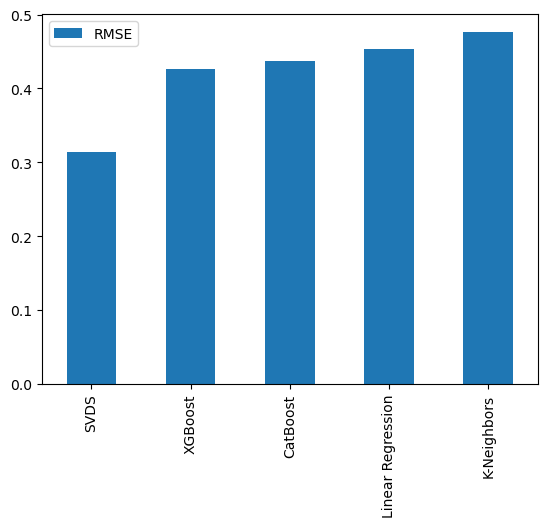 RMSE
0.5
0.4
0.3
0.2
0.1
0.0
SVDS
XGBoost
CatBoost
Linear Regression
K-Neighbors